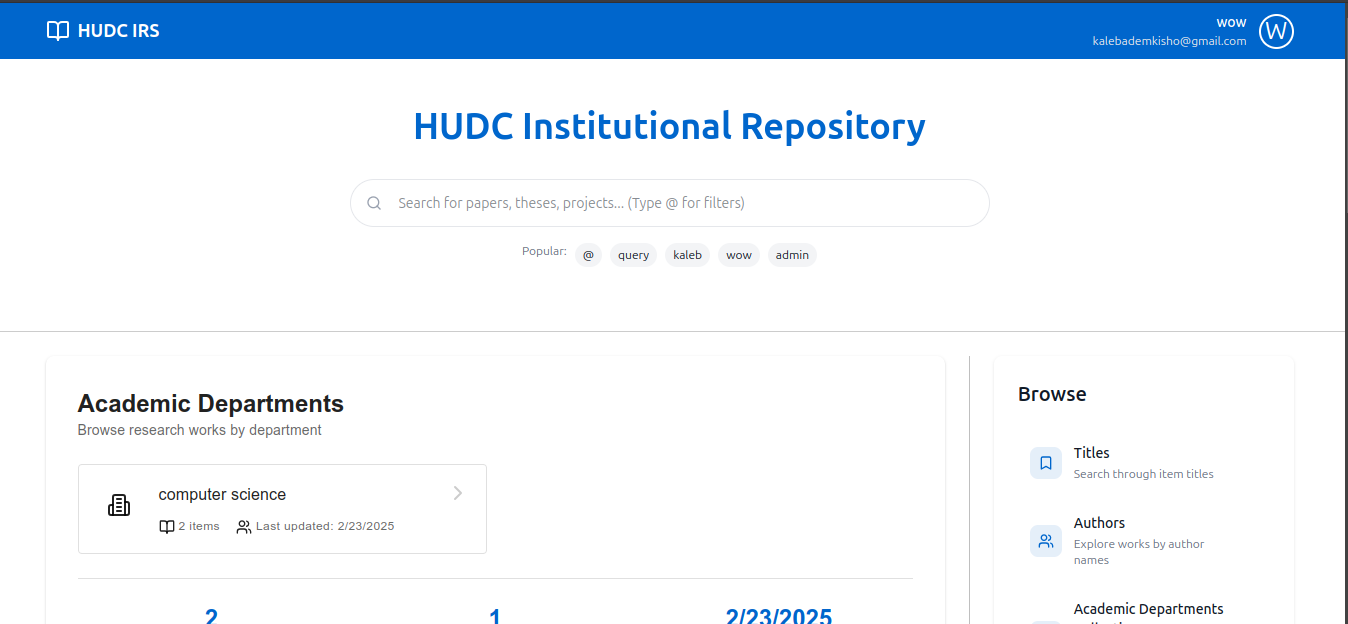 HUDC IRS
wow
kalebademkisho@gmail.com
W
HUDC Institutional Repository
Search for papers, theses, projects... (Type @ for filters)
Popular: @ query kaleb wow admin
Academic Departments
Browse research works by department
computer science
2 items Last updated: 2/23/2025
2 1 2/23/2025
Browse
Titles
Search through item titles
Authors
Explore works by author
names
Academic Departments